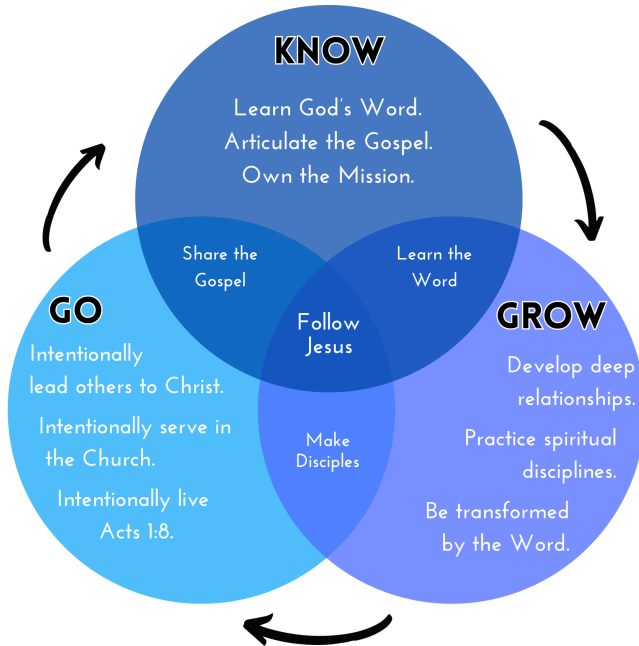 KNOW
Learn God's Word.
Articulate the Gospel.
Own the Mission.
Share the
Gospel
Learn the
Word
Follow
Jesus
GO
Intentionally
lead others to Christ.
Intentionally serve in
the Church.
Intentionally live
Acts 1:8.
GROW
Develop deep
relationships.
Practice spiritual
disciplines.
Be transformed
by the Word.
Make
Disciples